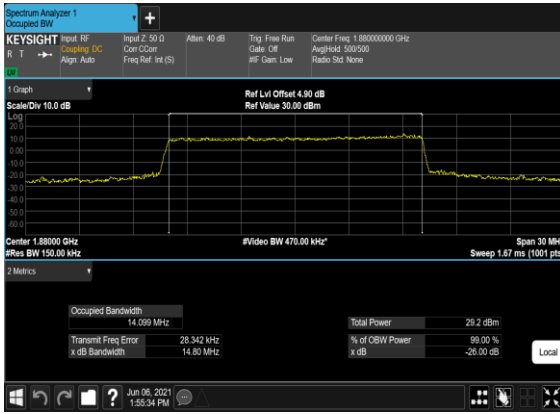 Spectrum Analyzer 1
Occupied BW
+
KEYSIGHT
R T
LW
Input: RF
Coupling: DC
Align: Auto
Input Z: 50 Ω
Corr CCorr
Freq Ref: Int (S)
Atten: 40 dB
Trig: Free Run
Gate: Off
#IF Gain: Low
Center Freq: 1.880000000 GHz
Avg|Hold: 500/500
Radio Std: None
1 Graph
Scale/Div 10.0 dB
Ref Lvl Offset 4.90 dB
Ref Value 30.00 dBm
Log
20.0
10.0
0.00
-10.0
-20.0
-30.0
-40.0
-50.0
-60.0
Center 1.88000 GHz
#Video BW 470.00 kHz*
Span 30 MH
#Res BW 150.00 kHz
Sweep 1.67 ms (1001 pts
2 Metrics
Occupied Bandwidth
14.099 MHz
Total Power 29.2 dBm
Transmit Freq Error 28.342 kHz
% of OBW Power 99.00 %
x dB Bandwidth 14.80 MHz
x dB -26.00 dB
Local
?
Jun 06, 2021
1:55:34 PM